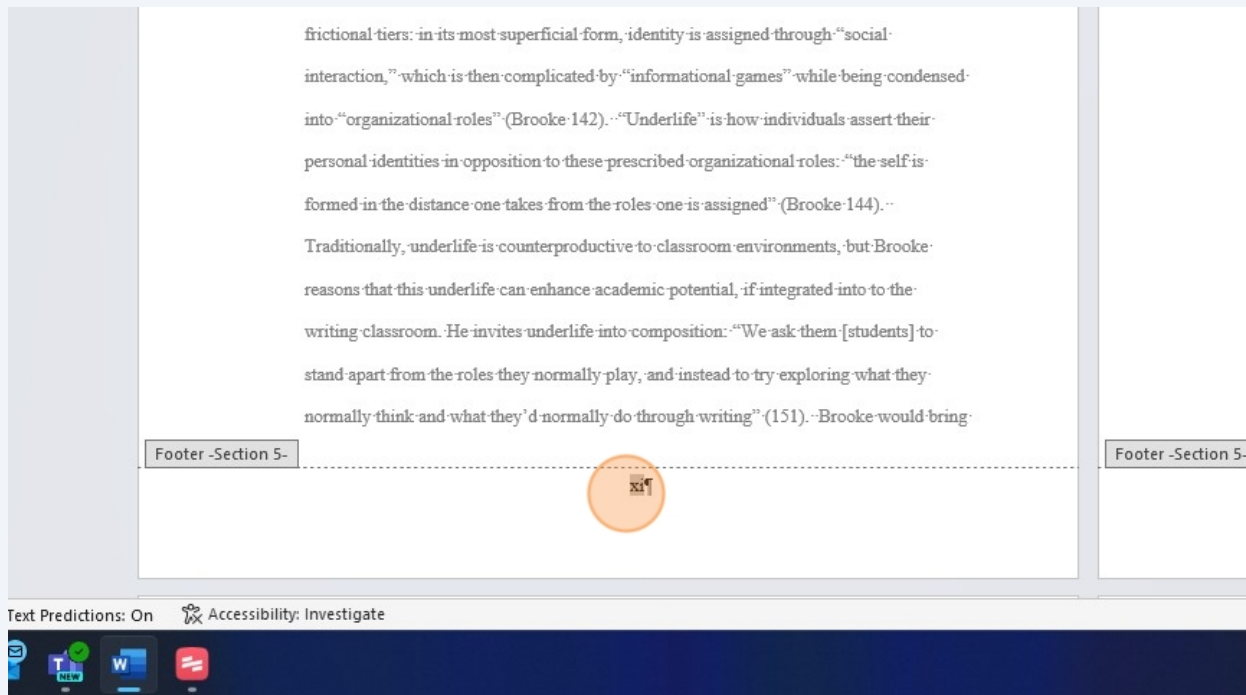 frictional tiers: in its most superficial form, identity is assigned through “social
interaction,” which is then complicated by “informational games” while being condensed
into “organizational roles” (Brooke 142).  “Underlife” is how individuals assert their
personal identities in opposition to these prescribed organizational roles: “the self is
formed in the distance one takes from the roles one is assigned” (Brooke 144).
Traditionally, underlife is counterproductive to classroom environments, but Brooke
reasons that this underlife can enhance academic potential, if integrated into to the
writing classroom. He invites underlife into composition: “We ask them [students] to
stand apart from the roles they normally play, and instead to try exploring what they
normally think and what they’d normally do through writing” (151).  Brooke would bring
Footer -Section 5-
Footer -Section 5-
xi¶
Text Predictions: On
Accessibility: Investigate
T
NEW
W